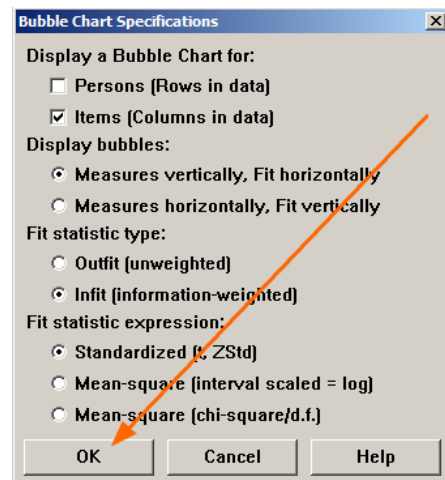 Bubble Chart Specifications
Display a Bubble Chart for:
Persons (Rows in data)
Items (Columns in data)
Display bubbles:
Measures vertically, Fit horizontally
Measures horizontally, Fit vertically
Fit statistic type:
Outfit (unweighted)
Infit (information-weighted)
Fit statistic expression:
Standardized (t, ZStd)
Mean-square (interval scaled = log)
Mean-square (chi-square/d.f.)
OK Cancel Help